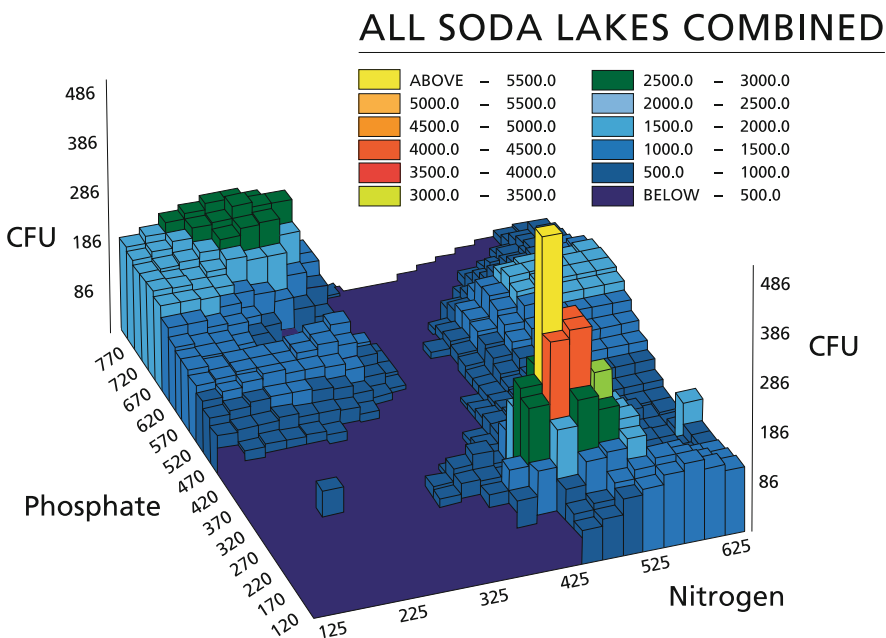 ALL SODA LAKES COMBINED
ABOVE – 5500.0
5000.0 – 5500.0
4500.0 – 5000.0
4000.0 – 4500.0
3500.0 – 4000.0
3000.0 – 3500.0
2500.0 – 3000.0
2000.0 – 2500.0
1500.0 – 2000.0
1000.0 – 1500.0
500.0 – 1000.0
BELOW – 500.0
486
386
286
CFU
186
86
770
720
670
620
570
520
470
420
370
320
270
220
170
120
Phosphate
125
225
325
425
525
625
Nitrogen
486
386
CFU
286
186
86